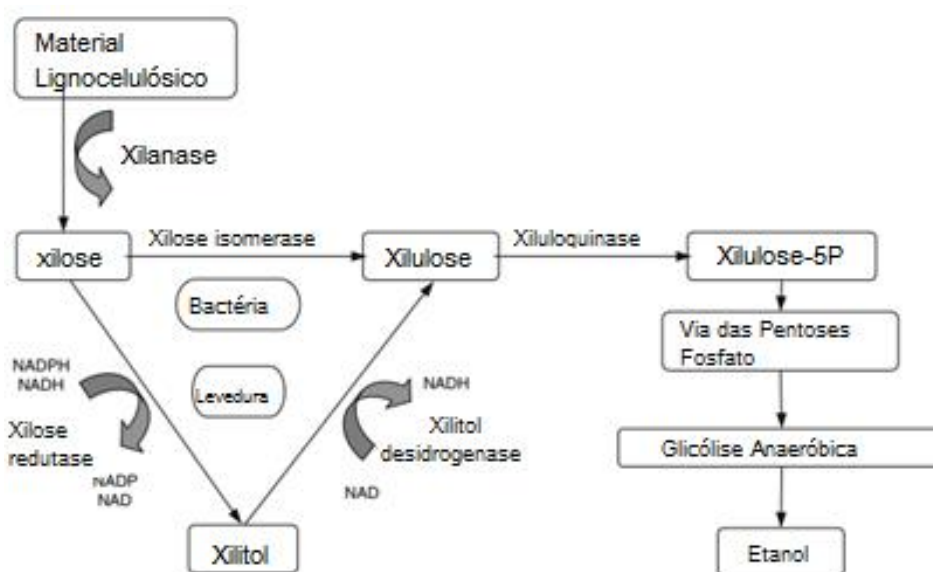 Material
Lignocelulósico
Xilanase
xilose
Xilose isomerase
Xilulose
Xiluloquinase
Xilulose-5P
Bactéria
Via das Pentoses
Fosfato
Levedura
NADPH
NADH
Xilose
redutase
NADP
NAD
NADH
Xilitol
desidrogenase
NAD
Glicólise Anaeróbica
Xilitol
Etanol